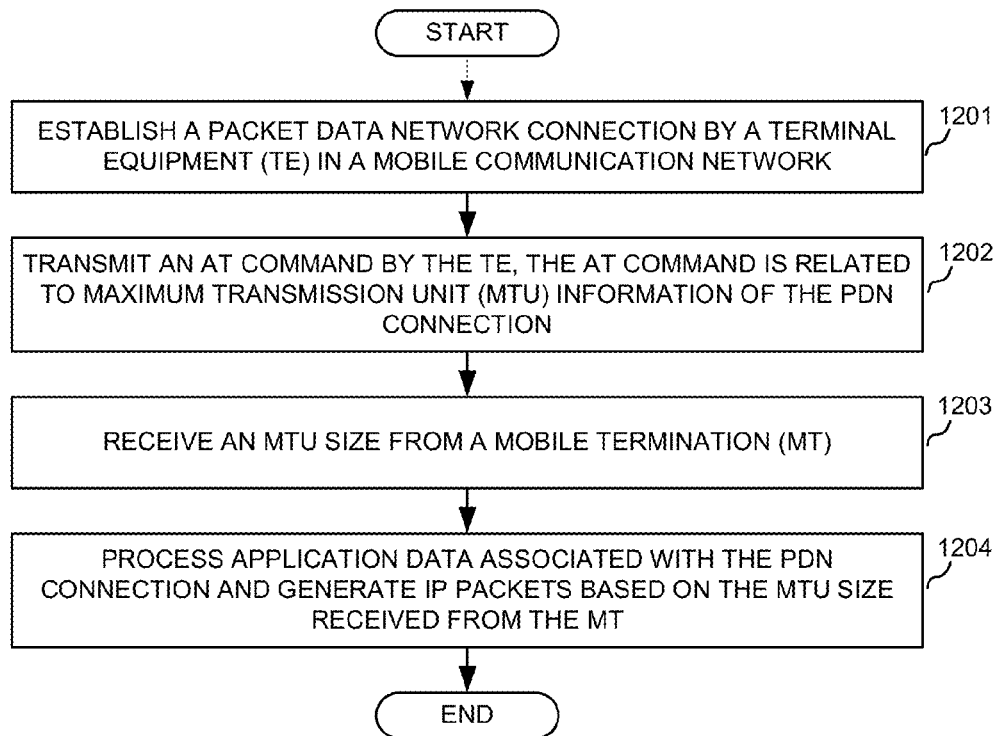 START
ESTABLISH A PACKET DATA NETWORK CONNECTION BY A TERMINAL
EQUIPMENT (TE) IN A MOBILE COMMUNICATION NETWORK
1201
TRANSMIT AN AT COMMAND BY THE TE, THE AT COMMAND IS RELATED
TO MAXIMUM TRANSMISSION UNIT (MTU) INFORMATION OF THE PDN
CONNECTION
1202
RECEIVE AN MTU SIZE FROM A MOBILE TERMINATION (MT)
1203
PROCESS APPLICATION DATA ASSOCIATED WITH THE PDN
CONNECTION AND GENERATE IP PACKETS BASED ON THE MTU SIZE
RECEIVED FROM THE MT
1204
END